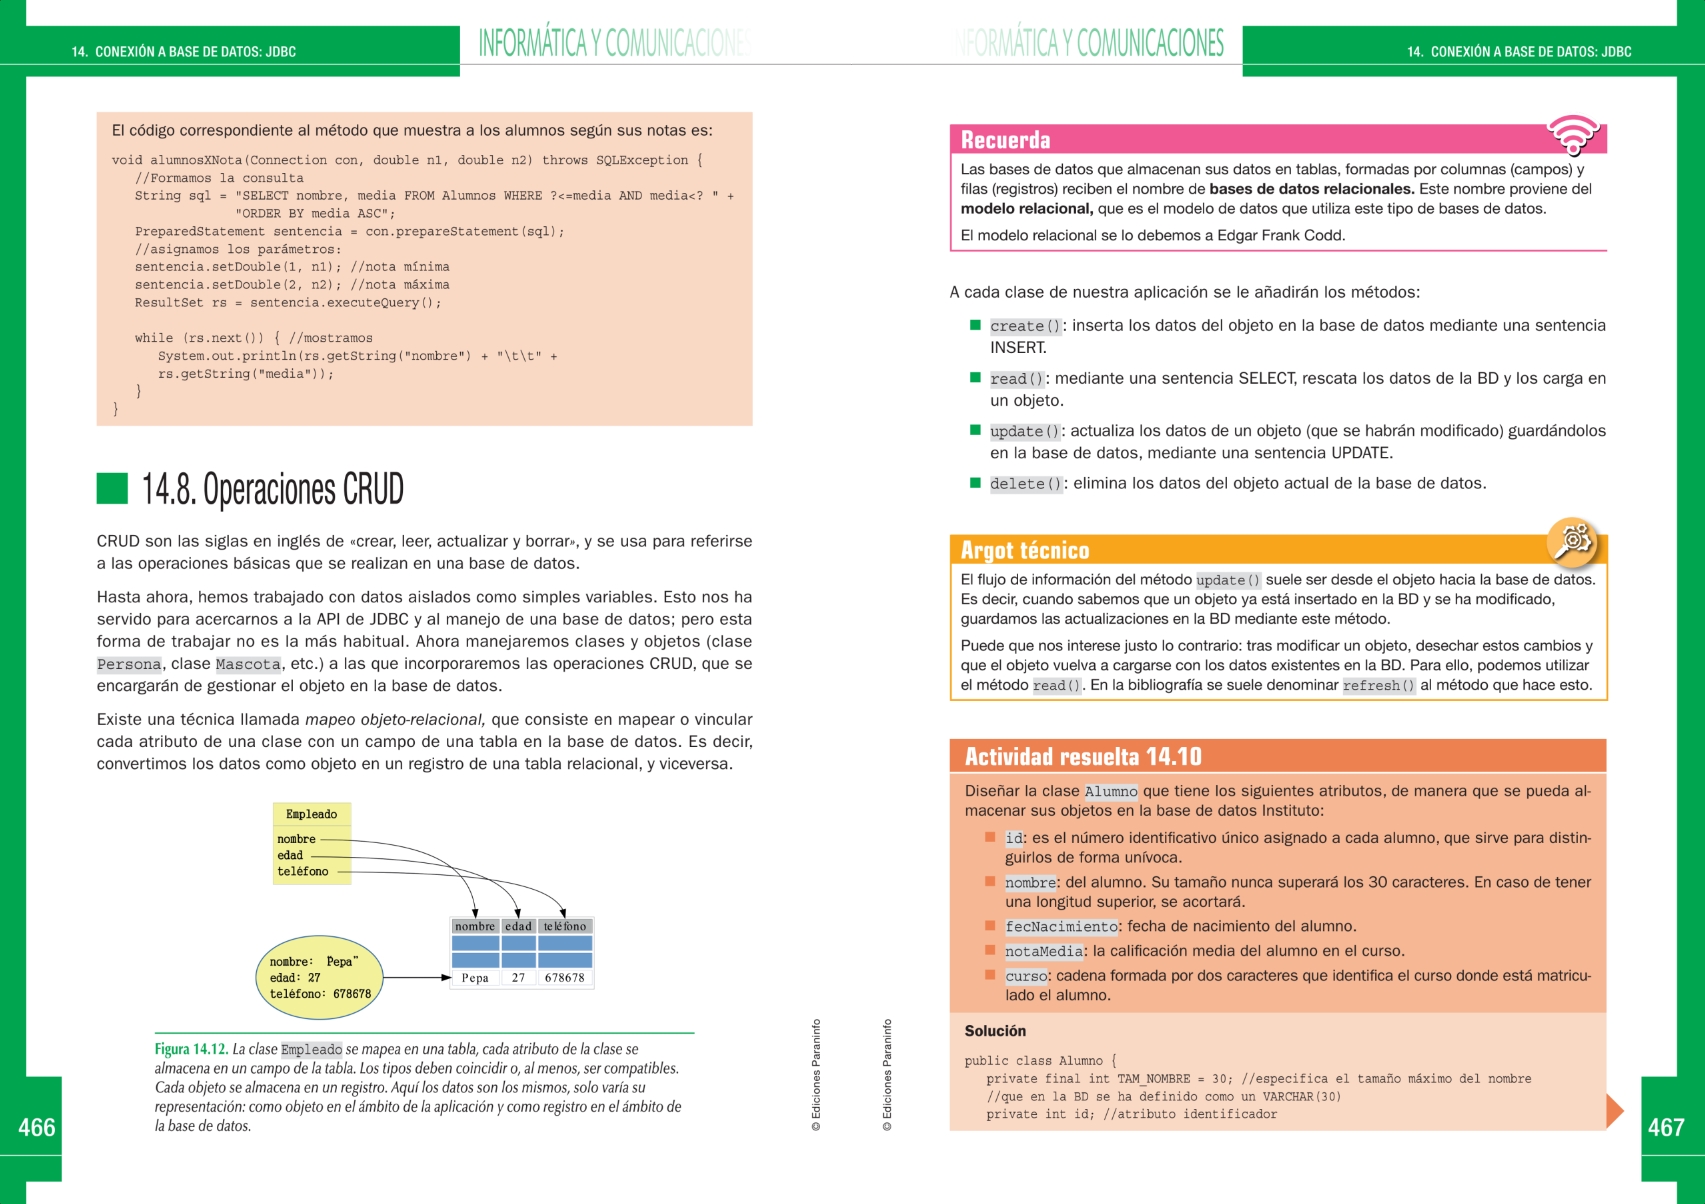 14. CONEXIÓN A BASE DE DATOS: JDBC
INFORMÁTICA Y COMUNICACIONES
El código correspondiente al método que muestra a los alumnos según sus notas es:
void alumnosXNota(Connection con, double n1, double n2) throws SQLException {
//Formamos la consulta
String sql = "SELECT nombre, media FROM Alumnos WHERE ?<=media AND media<? " +
"ORDER BY media ASC";
PreparedStatement sentencia = con.prepareStatement(sql);
//asignamos los parámetros:
sentencia.setDouble(1, n1); //nota mínima
sentencia.setDouble(2, n2); //nota máxima
ResultSet rs = sentencia.executeQuery();
while (rs.next()) { //mostramos
System.out.println(rs.getString("nombre") + "\t\t" +
rs.getString("media"));
}
}
14.8. Operaciones CRUD
CRUD son las siglas en inglés de «crear, leer, actualizar y borrar», y se usa para referirse
a las operaciones básicas que se realizan en una base de datos.
Hasta ahora, hemos trabajado con datos aislados como simples variables. Esto nos ha
servido para acercarnos a la API de JDBC y al manejo de una base de datos; pero esta
forma de trabajar no es la más habitual. Ahora manejaremos clases y objetos (clase
Persona, clase Mascota, etc.) a las que incorporaremos las operaciones CRUD, que se
encargarán de gestionar el objeto en la base de datos.
Existe una técnica llamada mapeo objeto-relacional, que consiste en mapear o vincular
cada atributo de una clase con un campo de una tabla en la base de datos. Es decir,
convertimos los datos como objeto en un registro de una tabla relacional, y viceversa.
Empleado
nombre
edad
teléfono
nombre edad teléfono
Pepa 27 678678
nombre: Pepa"
edad: 27
teléfono: 678678
Figura 14.12. La clase Empleado se mapea en una tabla, cada atributo de la clase se
almacena en un campo de la tabla. Los tipos deben coincidir o, al menos, ser compatibles.
Cada objeto se almacena en un registro. Aquí los datos son los mismos, solo varía su
representación: como objeto en el ámbito de la aplicación y como registro en el ámbito de
la base de datos.
466
© Ediciones Paraninfo
INFORMÁTICA Y COMUNICACIONES
14. CONEXIÓN A BASE DE DATOS: JDBC
Recuerda
Las bases de datos que almacenan sus datos en tablas, formadas por columnas (campos) y
filas (registros) reciben el nombre de bases de datos relacionales. Este nombre proviene del
modelo relacional, que es el modelo de datos que utiliza este tipo de bases de datos.
El modelo relacional se lo debemos a Edgar Frank Codd.
A cada clase de nuestra aplicación se le añadirán los métodos:
create(): inserta los datos del objeto en la base de datos mediante una sentencia
INSERT.
read(): mediante una sentencia SELECT, rescata los datos de la BD y los carga en
un objeto.
update(): actualiza los datos de un objeto (que se habrán modificado) guardándolos
en la base de datos, mediante una sentencia UPDATE.
delete(): elimina los datos del objeto actual de la base de datos.
Argot técnico
El flujo de información del método update() suele ser desde el objeto hacia la base de datos.
Es decir, cuando sabemos que un objeto ya está insertado en la BD y se ha modificado,
guardamos las actualizaciones en la BD mediante este método.
Puede que nos interese justo lo contrario: tras modificar un objeto, desechar estos cambios y
que el objeto vuelva a cargarse con los datos existentes en la BD. Para ello, podemos utilizar
el método read(). En la bibliografía se suele denominar refresh() al método que hace esto.
Actividad resuelta 14.10
Diseñar la clase Alumno que tiene los siguientes atributos, de manera que se pueda al-
macenar sus objetos en la base de datos Instituto:
id: es el número identificativo único asignado a cada alumno, que sirve para distin-
guirlos de forma unívoca.
nombre: del alumno. Su tamaño nunca superará los 30 caracteres. En caso de tener
una longitud superior, se acortará.
fecNacimiento: fecha de nacimiento del alumno.
notaMedia: la calificación media del alumno en el curso.
curso: cadena formada por dos caracteres que identifica el curso donde está matricu-
lado el alumno.
Solución
public class Alumno {
private final int TAM_NOMBRE = 30; //especifica el tamaño máximo del nombre
//que en la BD se ha definido como un VARCHAR(30)
private int id; //atributo identificador
© Ediciones Paraninfo
467